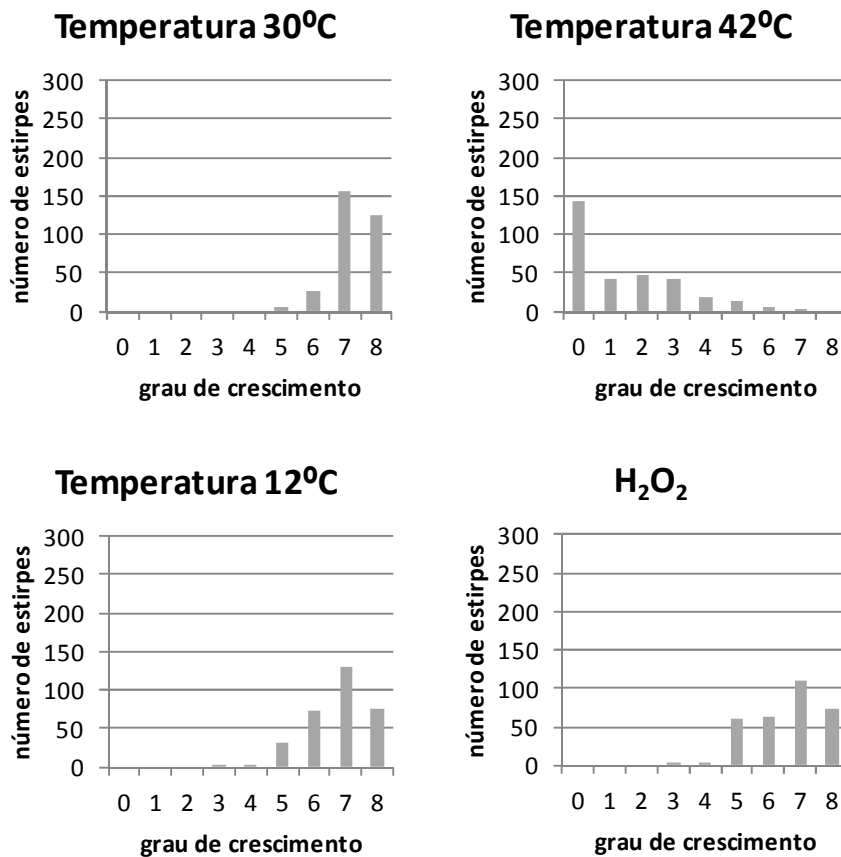 Temperatura 30ºC
número de estirpes
300
250
200
150
100
50
0
0 1 2 3 4 5 6 7 8
grau de crescimento
Temperatura 42ºC
número de estirpes
300
250
200
150
100
50
0
0 1 2 3 4 5 6 7 8
grau de crescimento
Temperatura 12ºC
número de estirpes
300
250
200
150
100
50
0
0 1 2 3 4 5 6 7 8
grau de crescimento
H₂O₂
número de estirpes
300
250
200
150
100
50
0
0 1 2 3 4 5 6 7 8
grau de crescimento